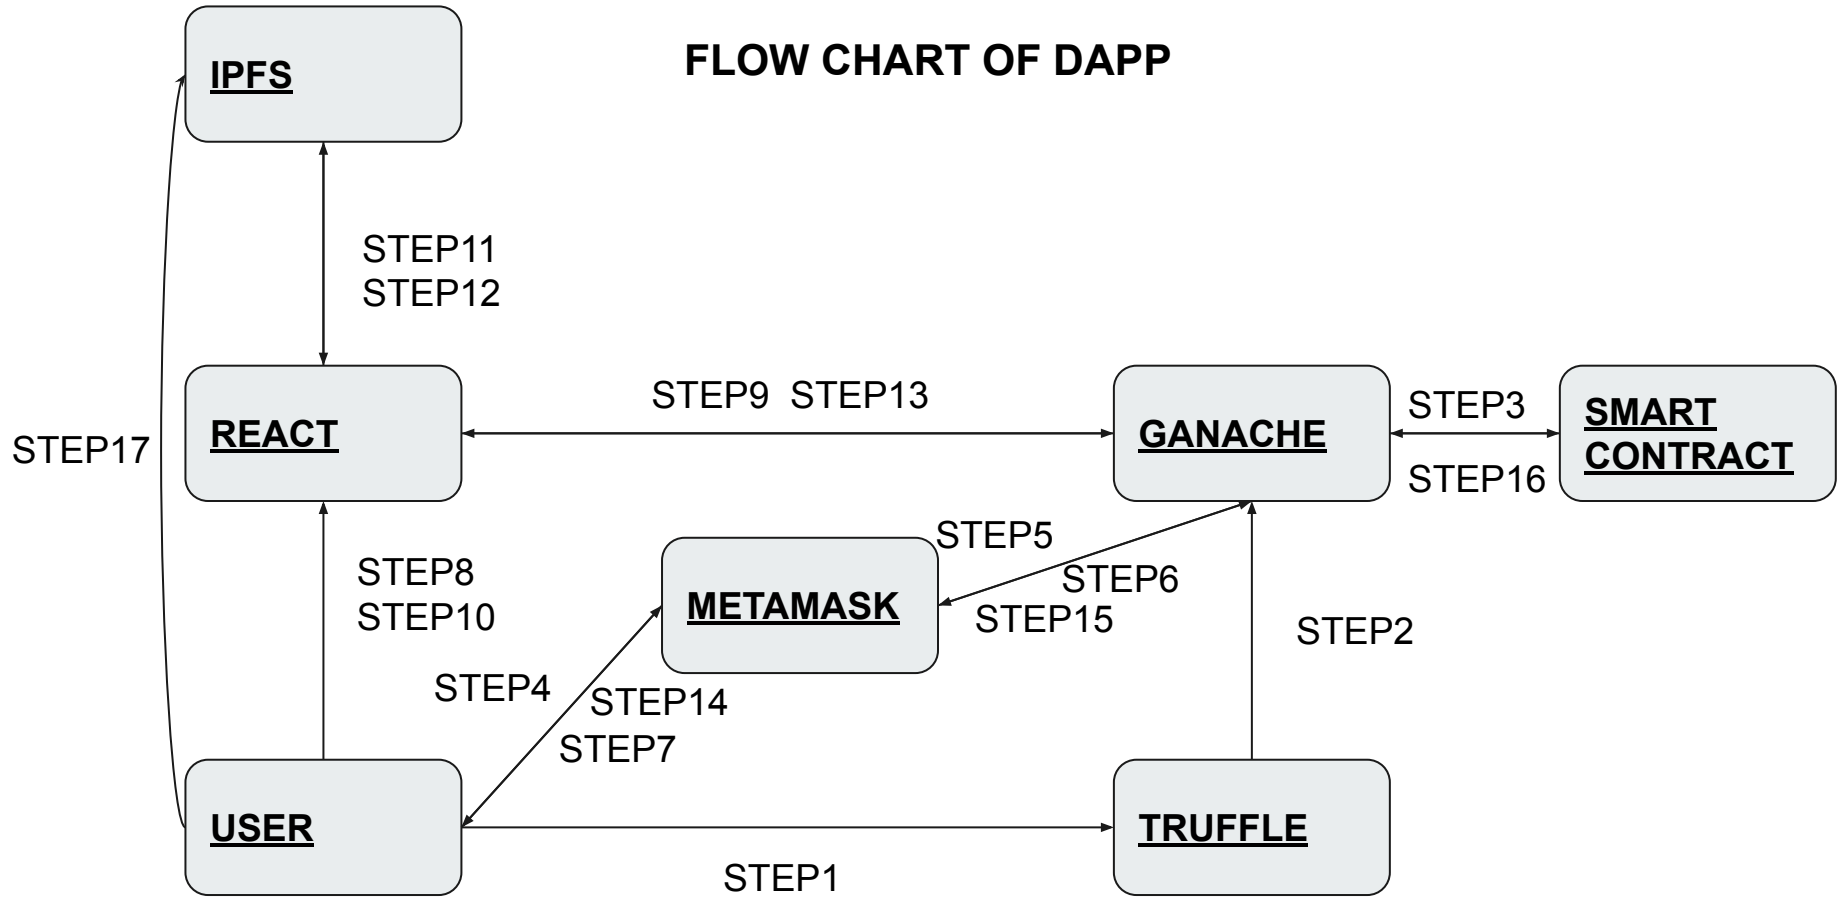 FLOW CHART OF DAPP
IPFS
STEP11
STEP12
STEP17
REACT
STEP9 STEP13
GANACHE
STEP3
STEP16
SMART
CONTRACT
STEP8
STEP10
METAMASK
STEP5
STEP6
STEP15
STEP2
STEP4
STEP14
STEP7
USER
TRUFFLE
STEP1